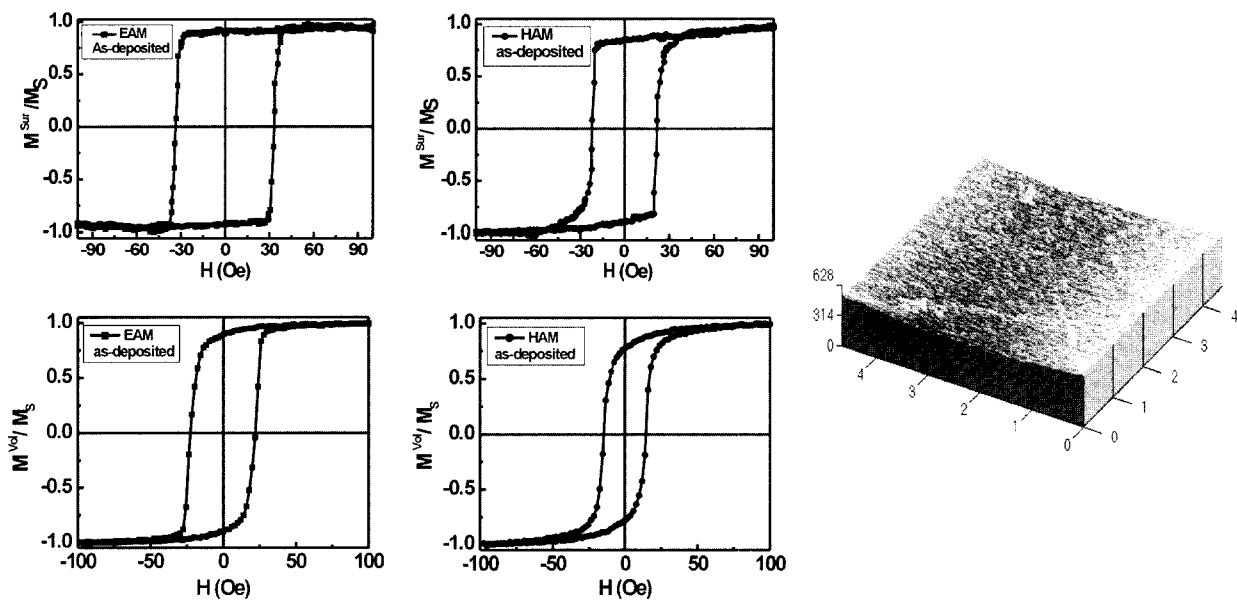 EAM
As-deposited
M Sur /M S
1.0
0.5
0.0
-0.5
-1.0
-90 -60 -30 0 30 60 90
H (Oe)
HAM
as-deposited
M Sur / M S
1.0
0.5
0.0
-0.5
-1.0
-90 -60 -30 0 30 60 90
H (Oe)
EAM
as-deposited
M Vol / M S
1.0
0.5
0.0
-0.5
-1.0
-100 -50 0 50 100
H (Oe)
HAM
as-deposited
M Vol / M S
1.0
0.5
0.0
-0.5
-1.0
-100 -50 0 50 100
H (Oe)
628
314
0
4 3 2 1 0
0 1 2 3 4